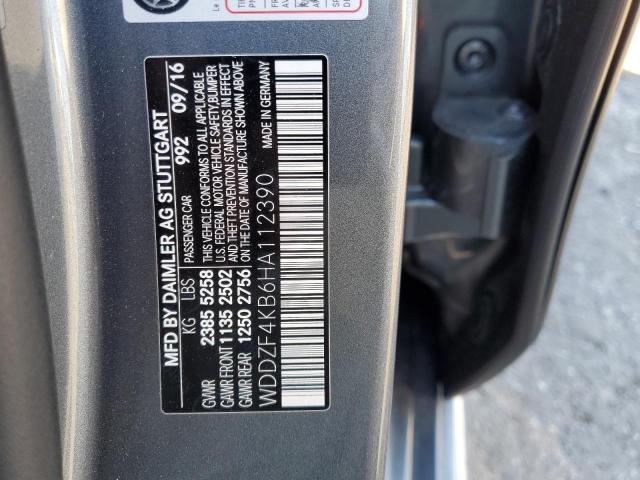 MFD BY DAIMLER AG STUTTGART
PASSENGER CAR 992 09/16
KG LBS
GVWR 2385 5258
GAWR FRONT 1135 2502
GAWR REAR 1250 2756
THIS VEHICLE CONFORMS TO ALL APPLICABLE
U.S. FEDERAL MOTOR VEHICLE SAFETY, BUMPER
AND THEFT PREVENTION STANDARDS IN EFFECT
ON THE DATE OF MANUFACTURE SHOWN ABOVE
WDDZF4KB6HA112390
MADE IN GERMANY